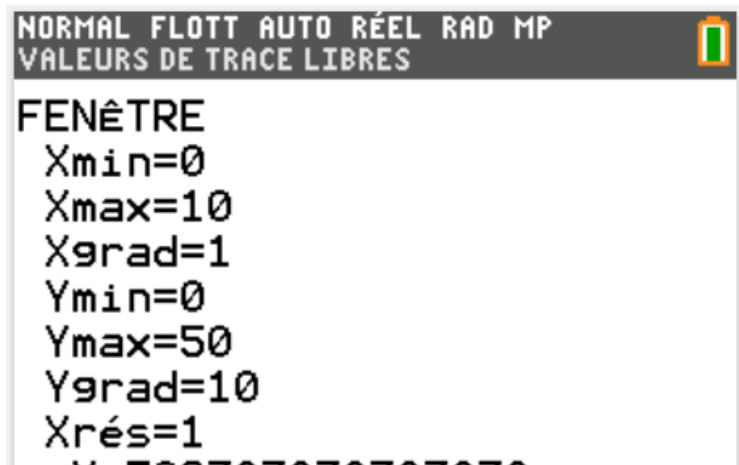 NORMAL FLOTT AUTO RÉEL RAD MP
VALEURS DE TRACE LIBRES
FENêTRE
Xmin=0
Xmax=10
Xgrad=1
Ymin=0
Ymax=50
Ygrad=10
Xrés=1